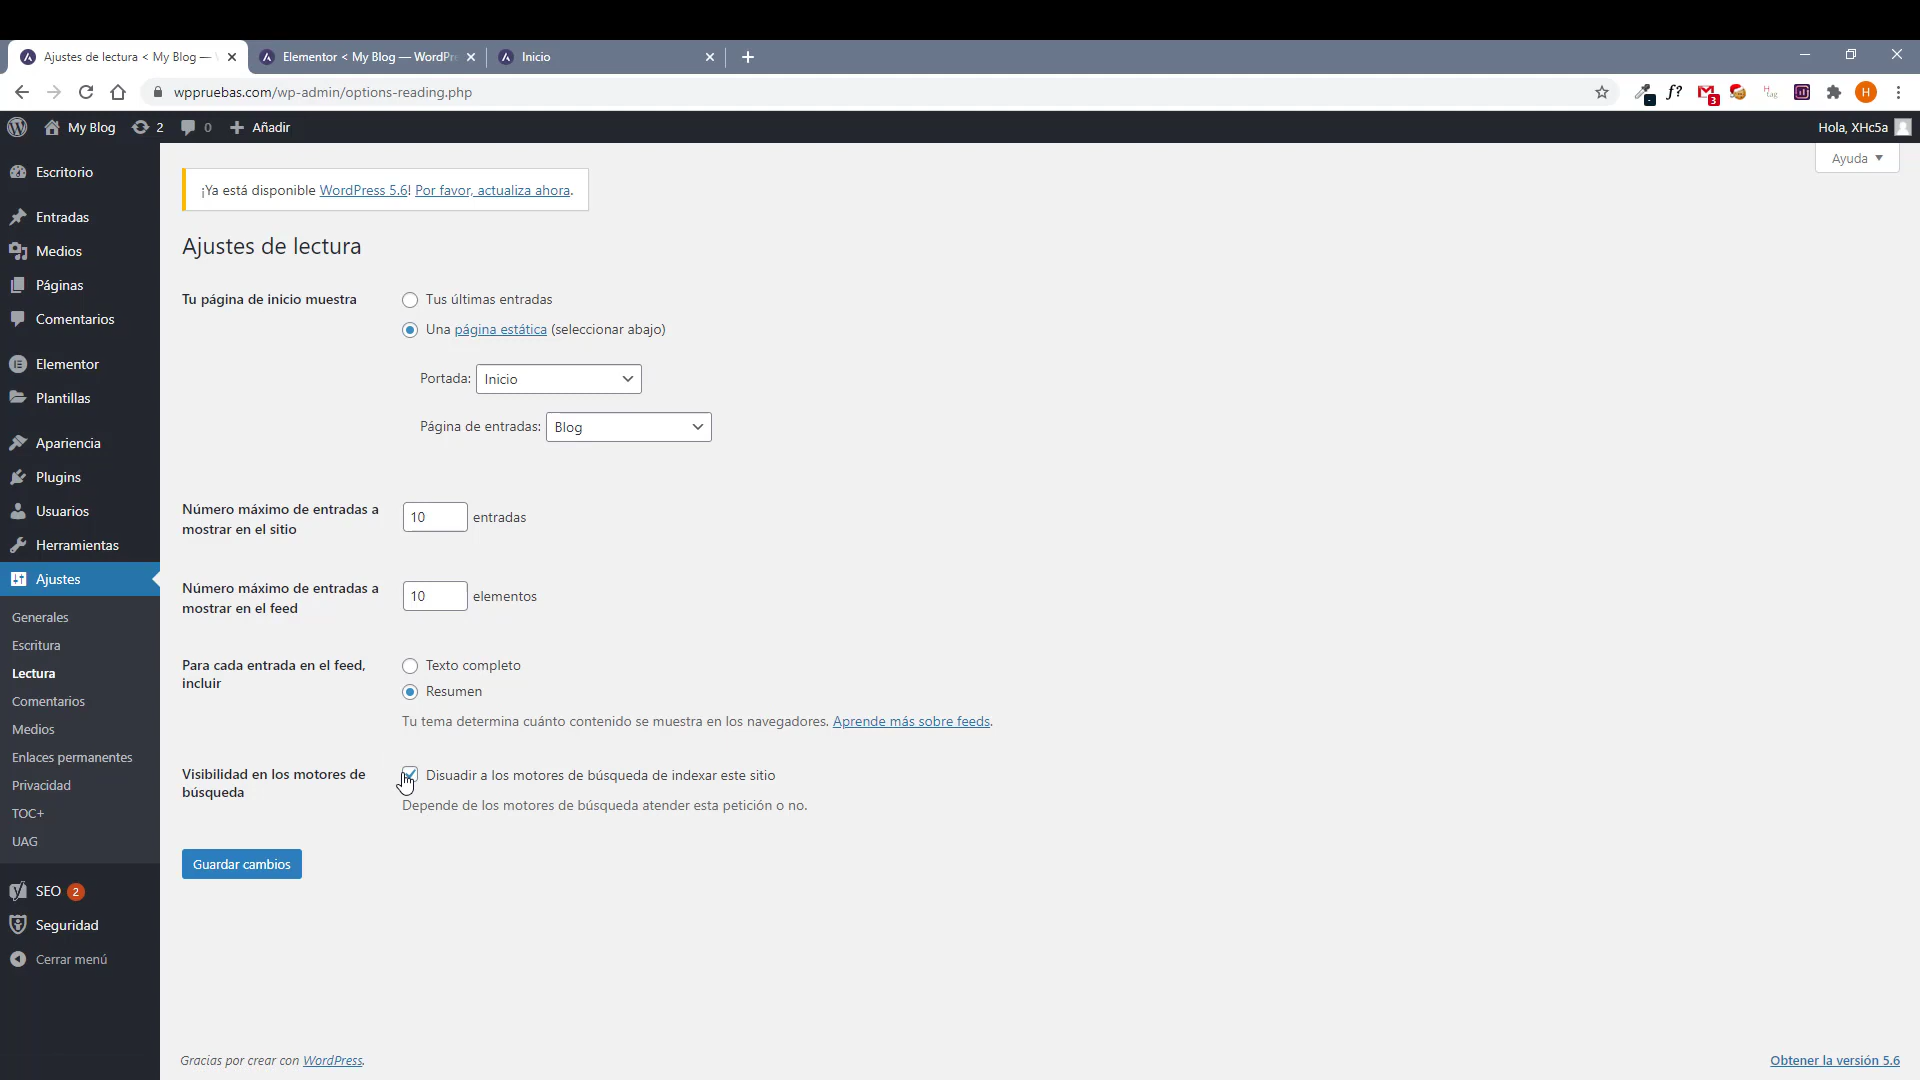 Ajustes de lectura < My Blog —
Elementor < My Blog — WordPr
Inicio
wppruebas.com/wp-admin/options-reading.php
My Blog
2
0
Añadir
Hola, XHc5a
Ayuda
Escritorio
Entradas
Medios
Páginas
Comentarios
Elementor
Plantillas
Apariencia
Plugins
Usuarios
Herramientas
Ajustes
Generales
Escritura
Lectura
Comentarios
Medios
Enlaces permanentes
Privacidad
TOC+
UAG
SEO 2
Seguridad
Cerrar menú
¡Ya está disponible WordPress 5.6! Por favor, actualiza ahora.
Ajustes de lectura
Tu página de inicio muestra
Tus últimas entradas
Una página estática (seleccionar abajo)
Portada: Inicio
Página de entradas: Blog
Número máximo de entradas a
mostrar en el sitio
10 entradas
Número máximo de entradas a
mostrar en el feed
10 elementos
Para cada entrada en el feed,
incluir
Texto completo
Resumen
Tu tema determina cuánto contenido se muestra en los navegadores. Aprende más sobre feeds.
Visibilidad en los motores de
búsqueda
Disuadir a los motores de búsqueda de indexar este sitio
Depende de los motores de búsqueda atender esta petición o no.
Guardar cambios
Gracias por crear con WordPress.
Obtener la versión 5.6